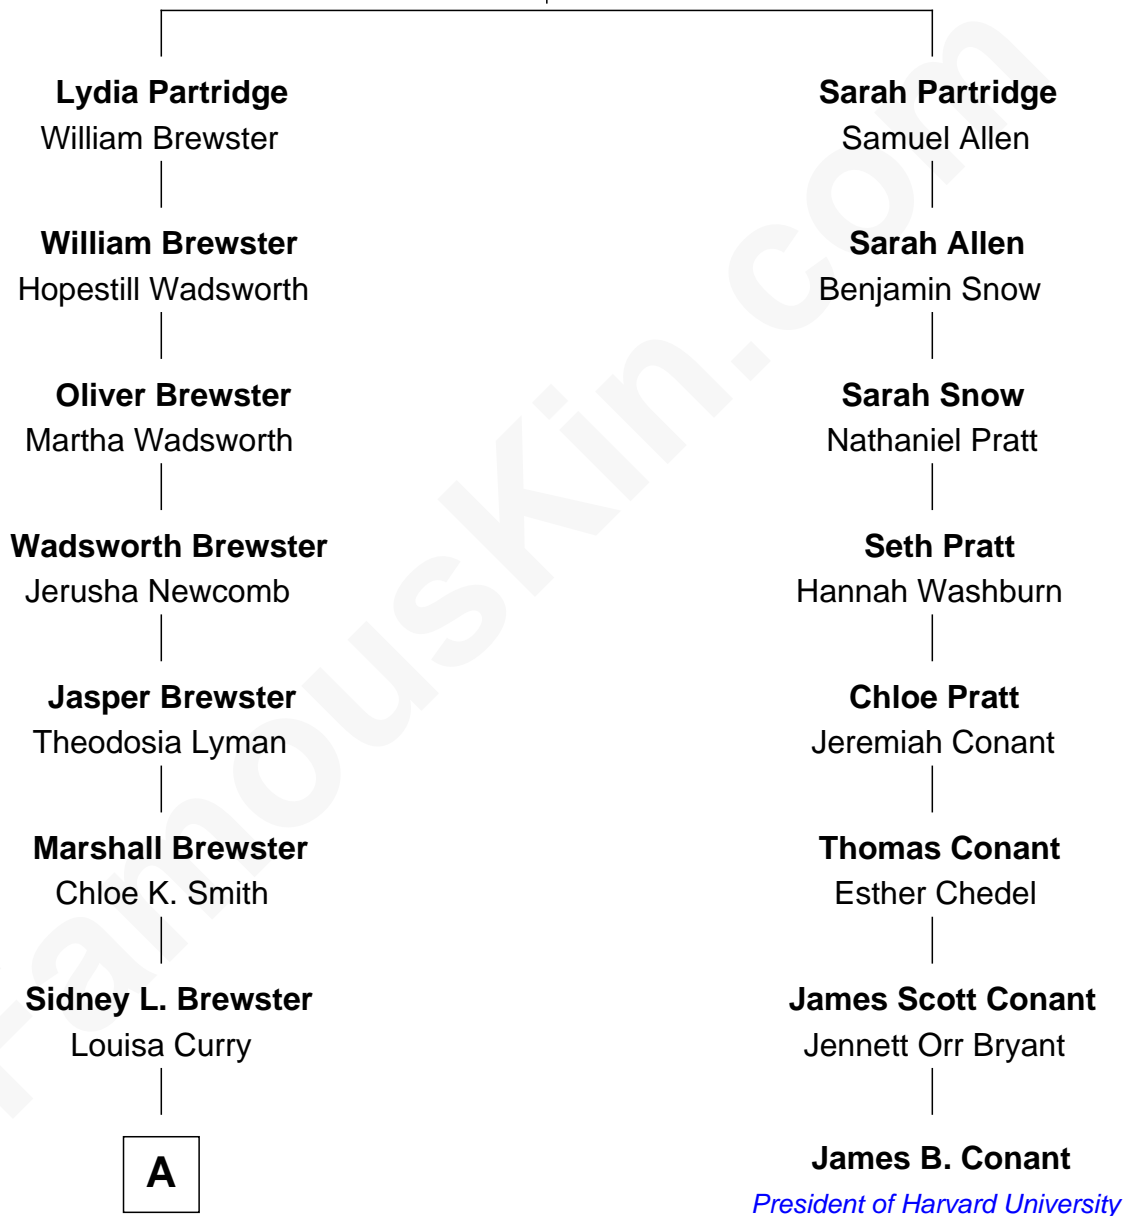 Lydia Partridge
William Brewster
William Brewster
Hopestill Wadsworth
Oliver Brewster
Martha Wadsworth
Wadsworth Brewster
Jerusha Newcomb
Jasper Brewster
Theodosia Lyman
Marshall Brewster
Chloe K. Smith
Sidney L. Brewster
Louisa Curry
A
Sarah Partridge
Samuel Allen
Sarah Allen
Benjamin Snow
Sarah Snow
Nathaniel Pratt
Seth Pratt
Hannah Washburn
Chloe Pratt
Jeremiah Conant
Thomas Conant
Esther Chedel
James Scott Conant
Jennett Orr Bryant
James B. Conant
President of Harvard University
FamousKin.com